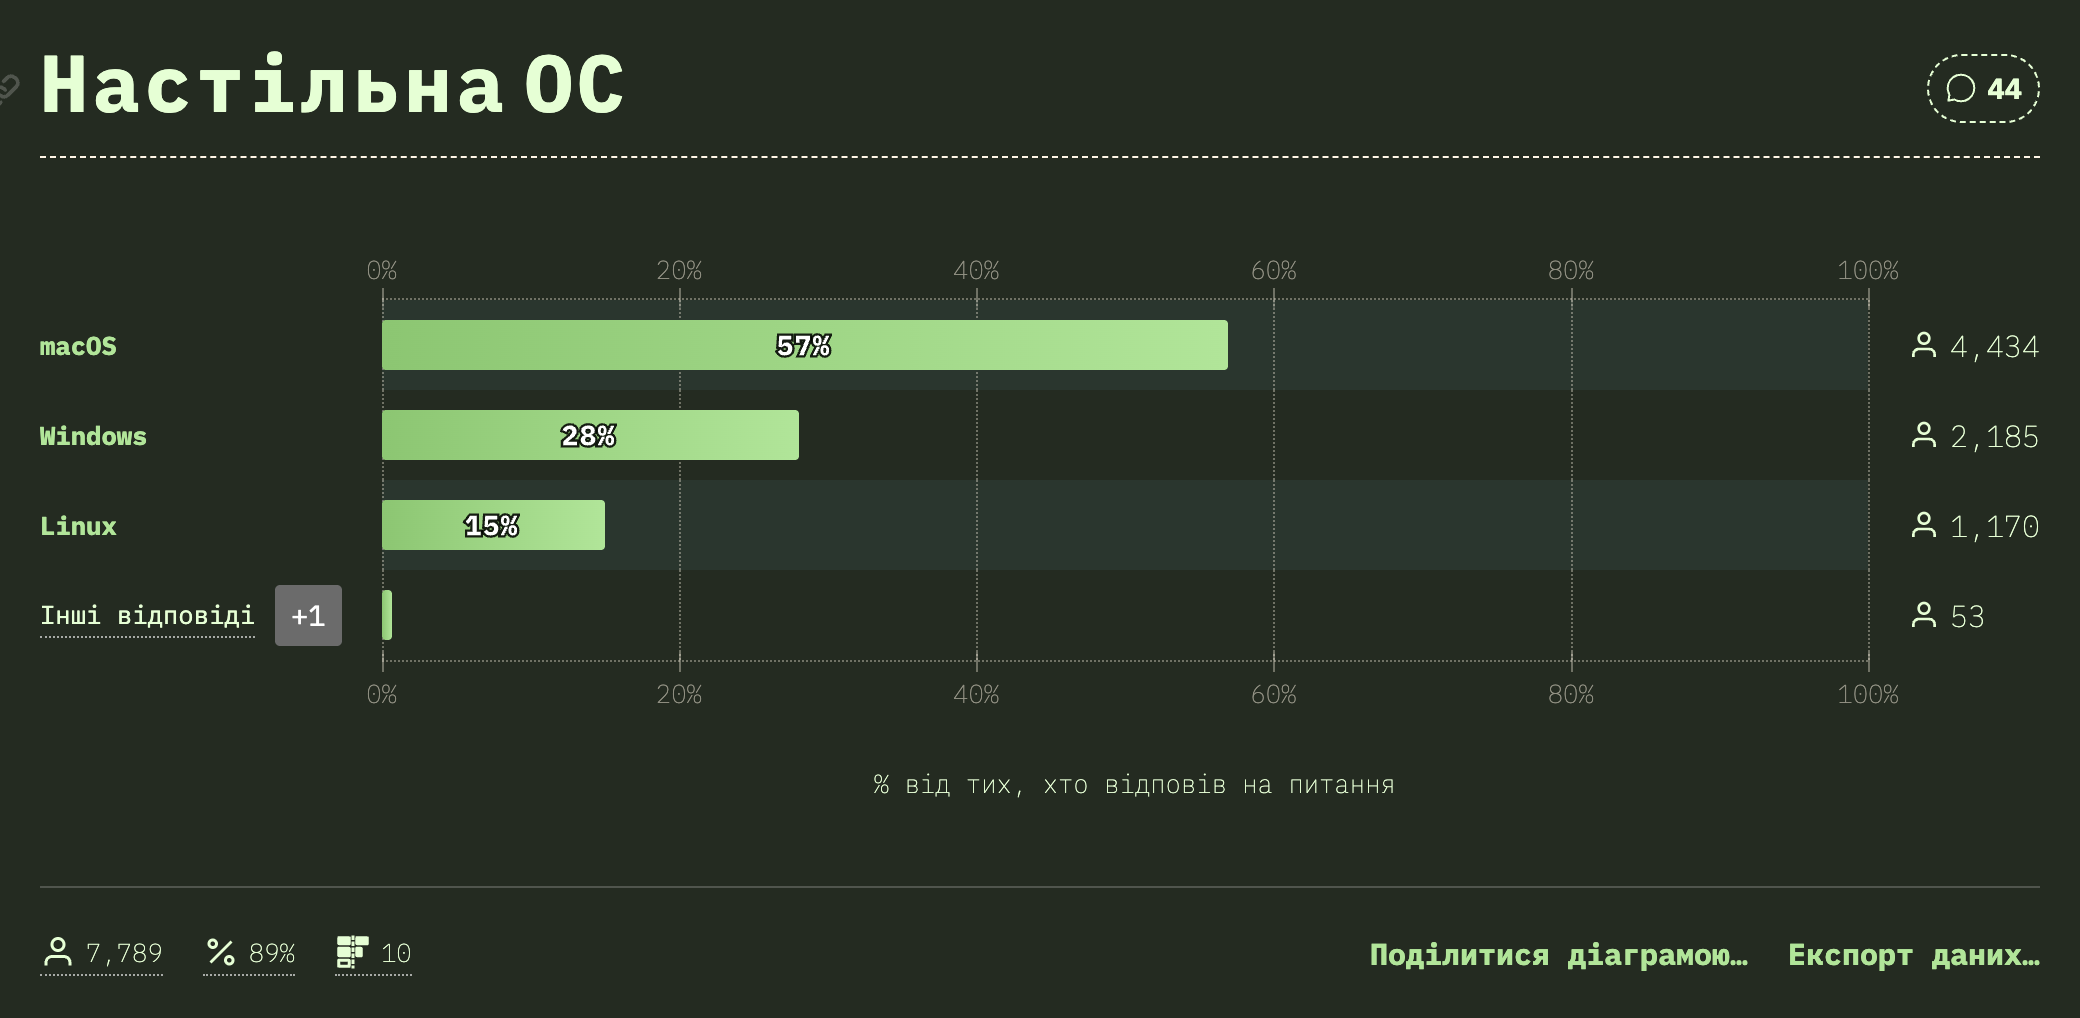 Настільна ОС
44
0% 20% 40% 60% 80% 100%
macOS 57% 4,434
Windows 28% 2,185
Linux 15% 1,170
Інші відповіді +1 53
0% 20% 40% 60% 80% 100%
% від тих, хто відповів на питання
7,789 % 89% 10 Поділитися діаграмою… Експорт даних…